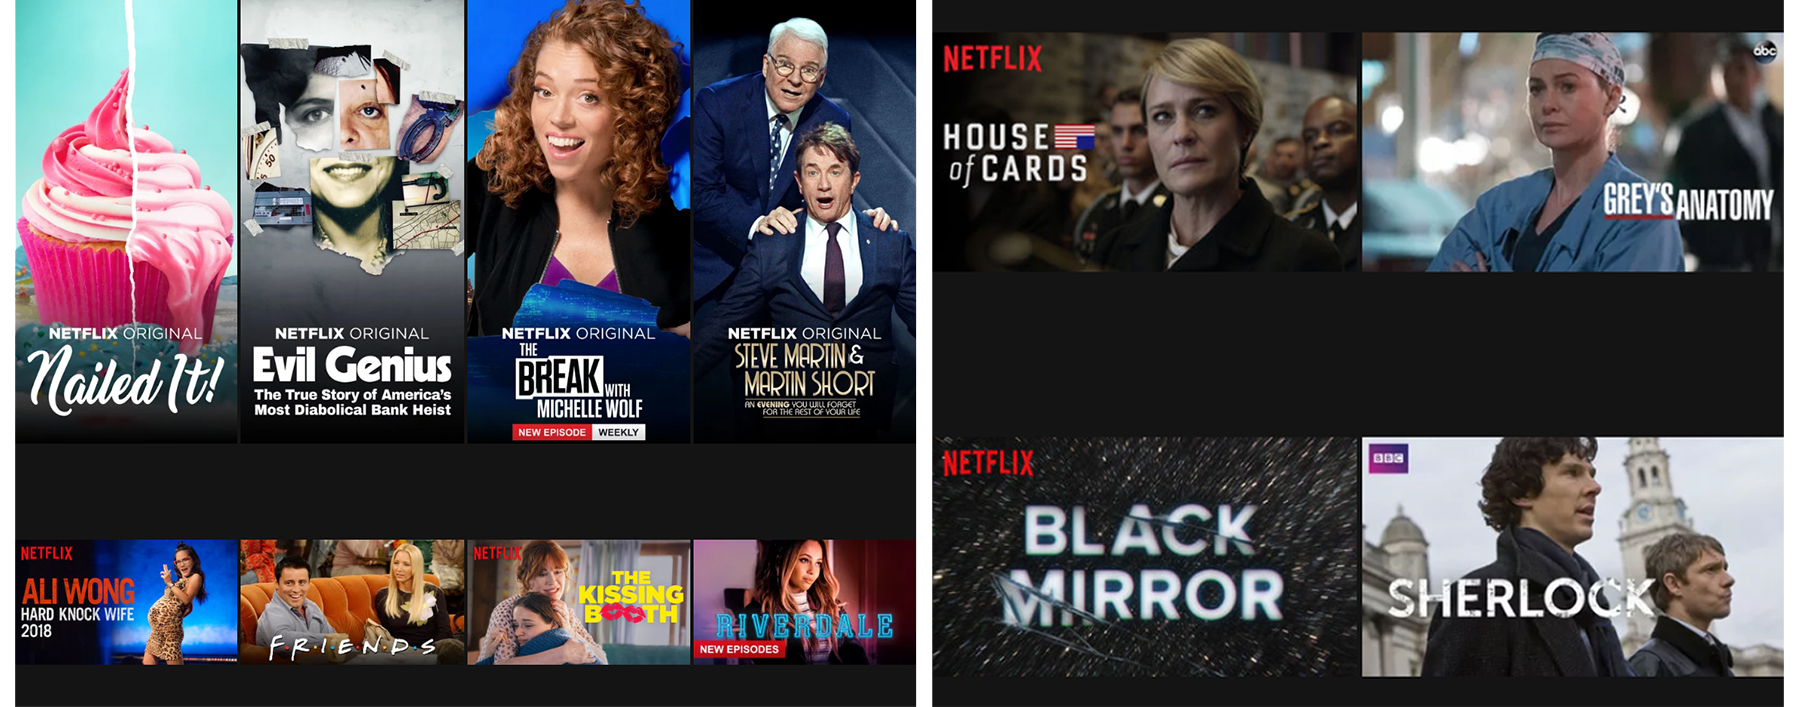 NETFLIX ORIGINAL
Nailed It!
NETFLIX ORIGINAL
Evil Genius
The True Story of America's
Most Diabolical Bank Heist
50
NETFLIX ORIGINAL
THE
BREAK WITH
MICHELLE WOLF
NEW EPISODE WEEKLY
NETFLIX ORIGINAL
STEVE MARTIN &
MARTIN SHORT
AN EVENING YOU WILL FORGET
FOR THE REST OF YOUR LIFE
NETFLIX
ALI WONG
HARD KNOCK WIFE
2018
F·R·I·E·N·D·S
NETFLIX
THE
KISSING
BOOTH
RIVERDALE
NEW EPISODES
NETFLIX
HOUSE
of CARDS
abc
GREY'S ANATOMY
NETFLIX
BLACK
MIRROR
BBC
SHERLOCK